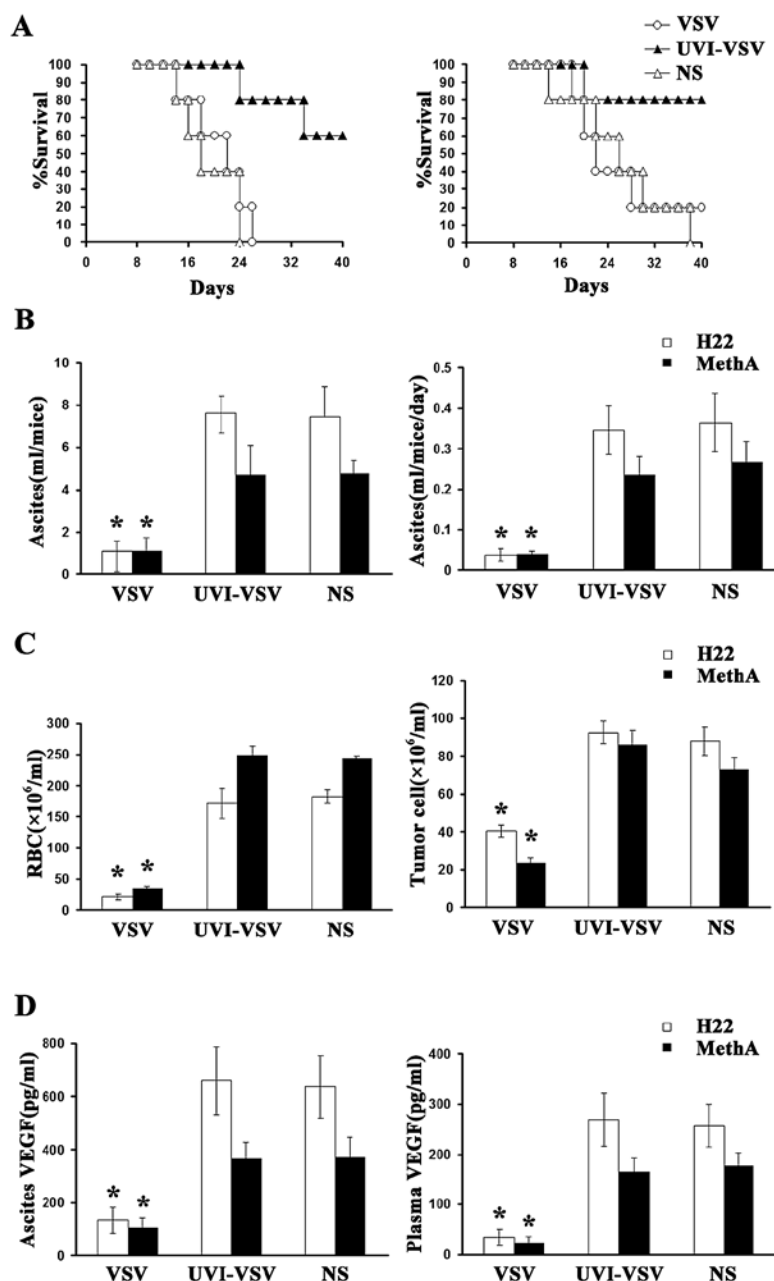 A
VSV
UVI-VSV
NS
%Survival
100
90
80
70
60
50
40
30
20
10
0
0 8 16 24 32 40
Days
%Survival
100
90
80
70
60
50
40
30
20
10
0
0 8 16 24 32 40
Days
B
Ascites(ml/mice)
10
8
6
4
2
0
* *
VSV UVI-VSV NS
H22
MethA
Ascites(ml/mice/day)
0.5
0.4
0.3
0.2
0.1
0
* *
VSV UVI-VSV NS
C
RBC(×10⁶/ml)
300
250
200
150
100
50
0
* *
VSV UVI-VSV NS
H22
MethA
Tumor cell(×10⁶/ml)
120
100
80
60
40
20
0
* *
VSV UVI-VSV NS
D
Ascites VEGF(pg/ml)
800
600
400
200
0
* *
VSV UVI-VSV NS
H22
MethA
Plasma VEGF(pg/ml)
400
300
200
100
0
* *
VSV UVI-VSV NS